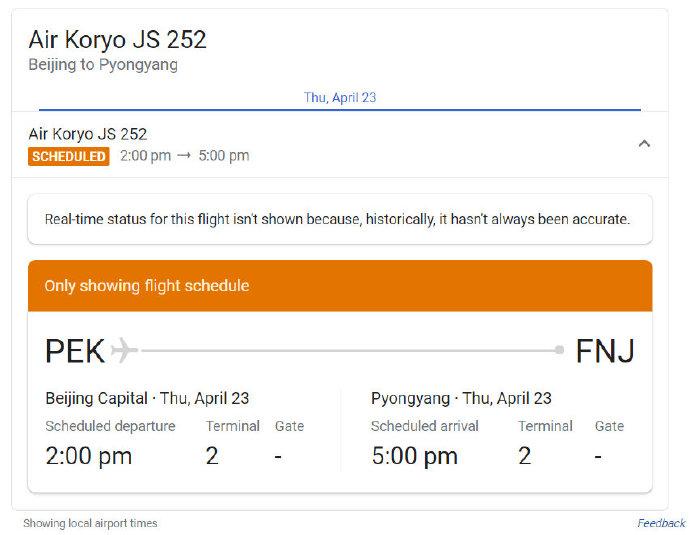 Air Koryo JS 252
Beijing to Pyongyang
Thu, April 23
Air Koryo JS 252
SCHEDULED 2:00 pm → 5:00 pm
Real-time status for this flight isn't shown because, historically, it hasn't always been accurate.
Only showing flight schedule
PEK FNJ
Beijing Capital · Thu, April 23
Scheduled departure Terminal Gate
2:00 pm 2 -
Pyongyang · Thu, April 23
Scheduled arrival Terminal Gate
5:00 pm 2 -
Showing local airport times Feedback